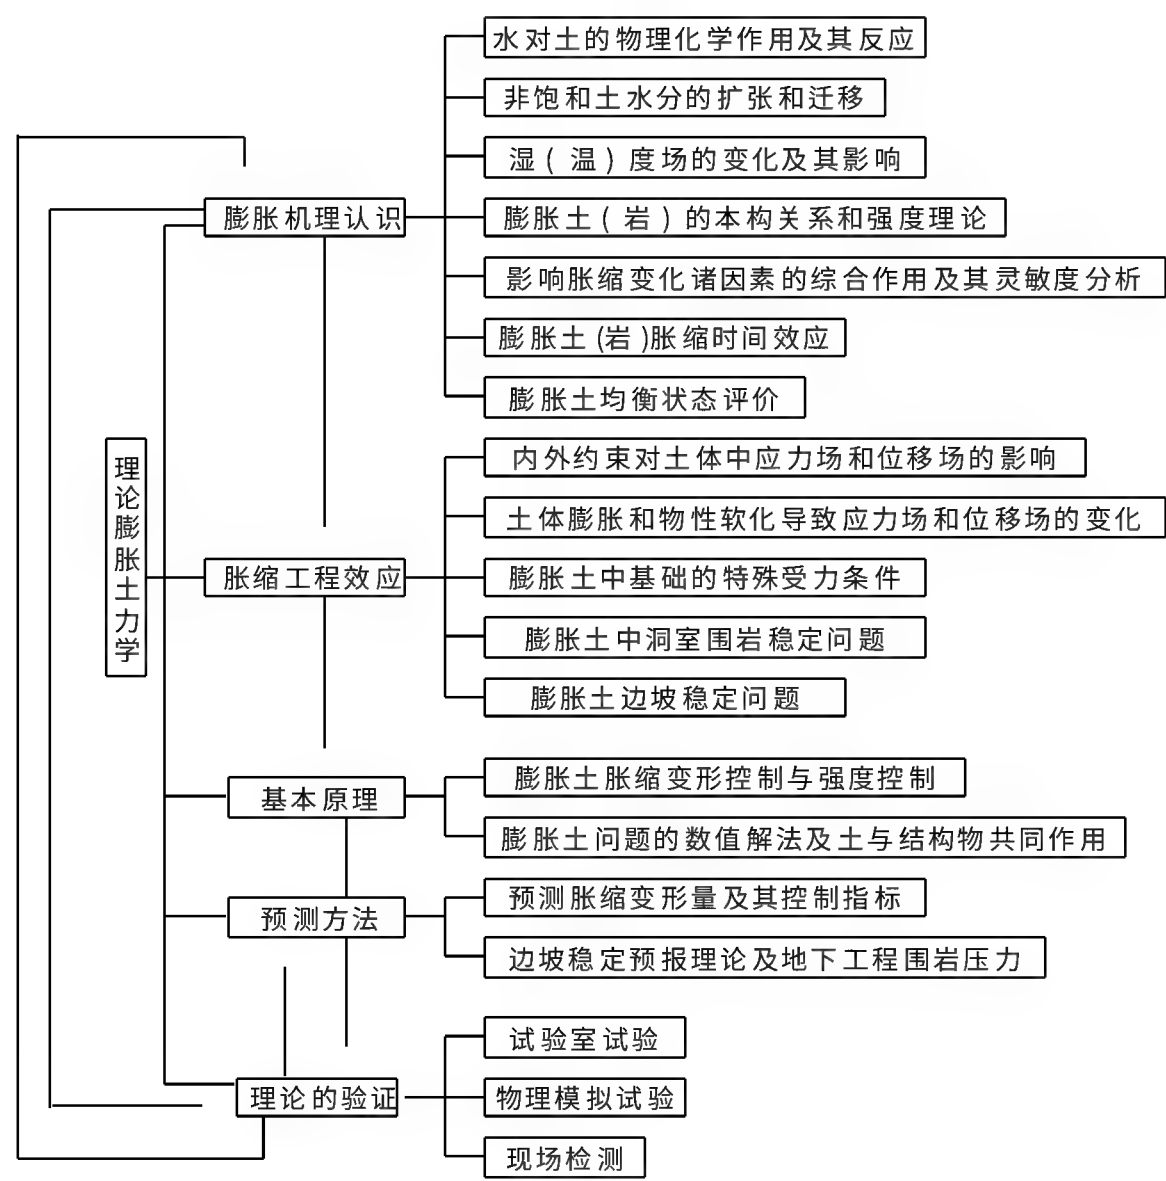 水对土的物理化学作用及其反应
非饱和土水分的扩张和迁移
湿(温)度场的变化及其影响
膨胀机理认识
膨胀土(岩)的本构关系和强度理论
影响胀缩变化诸因素的综合作用及其灵敏度分析
膨胀土(岩)胀缩时间效应
膨胀土均衡状态评价
理论膨胀土力学
内外约束对土体中应力场和位移场的影响
土体膨胀和物性软化导致应力场和位移场的变化
胀缩工程效应
膨胀土中基础的特殊受力条件
膨胀土中洞室围岩稳定问题
膨胀土边坡稳定问题
基本原理
膨胀土胀缩变形控制与强度控制
膨胀土问题的数值解法及土与结构物共同作用
预测方法
预测胀缩变形量及其控制指标
边坡稳定预报理论及地下工程围岩压力
理论的验证
试验室试验
物理模拟试验
现场检测